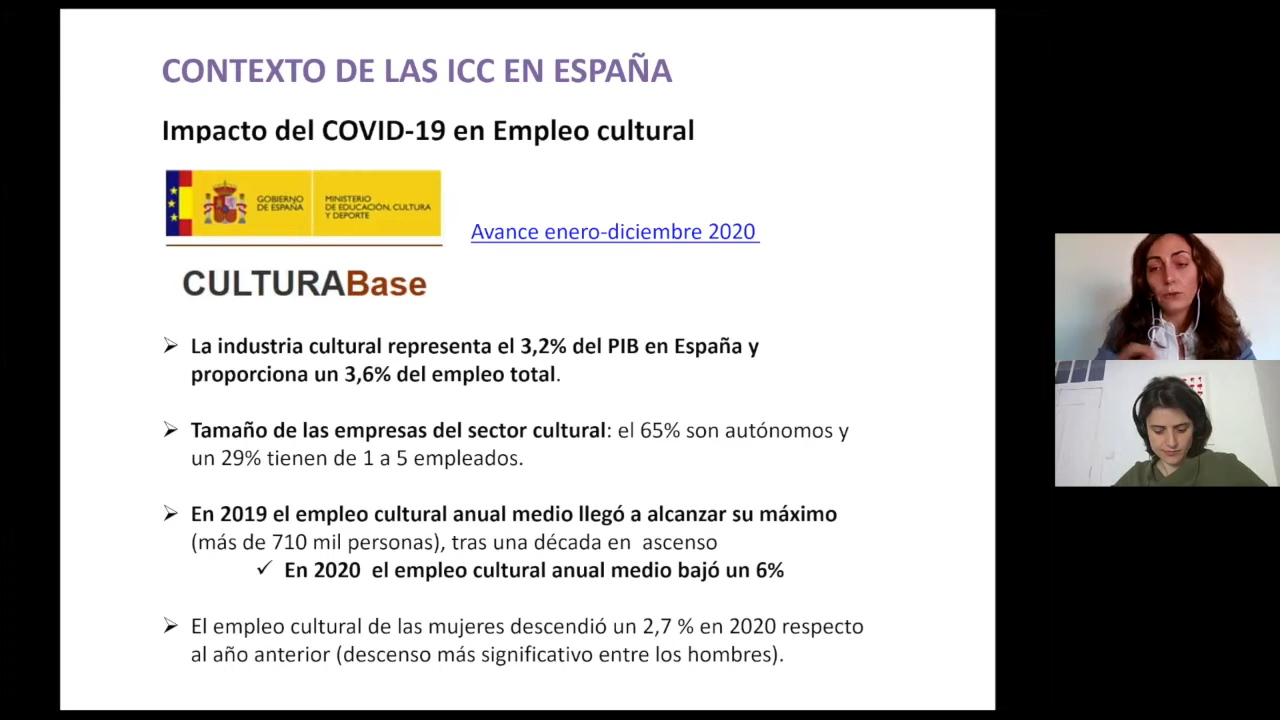 CONTEXTO DE LAS ICC EN ESPAÑA
Impacto del COVID-19 en Empleo cultural
GOBIERNO
DE ESPAÑA
MINISTERIO
DE EDUCACIÓN, CULTURA
Y DEPORTE
Avance enero-diciembre 2020
CULTURABase
➢ La industria cultural representa el 3,2% del PIB en España y
proporciona un 3,6% del empleo total.
➢ Tamaño de las empresas del sector cultural: el 65% son autónomos y
un 29% tienen de 1 a 5 empleados.
➢ En 2019 el empleo cultural anual medio llegó a alcanzar su máximo
(más de 710 mil personas), tras una década en ascenso
✓ En 2020 el empleo cultural anual medio bajó un 6%
➢ El empleo cultural de las mujeres descendió un 2,7 % en 2020 respecto
al año anterior (descenso más significativo entre los hombres).